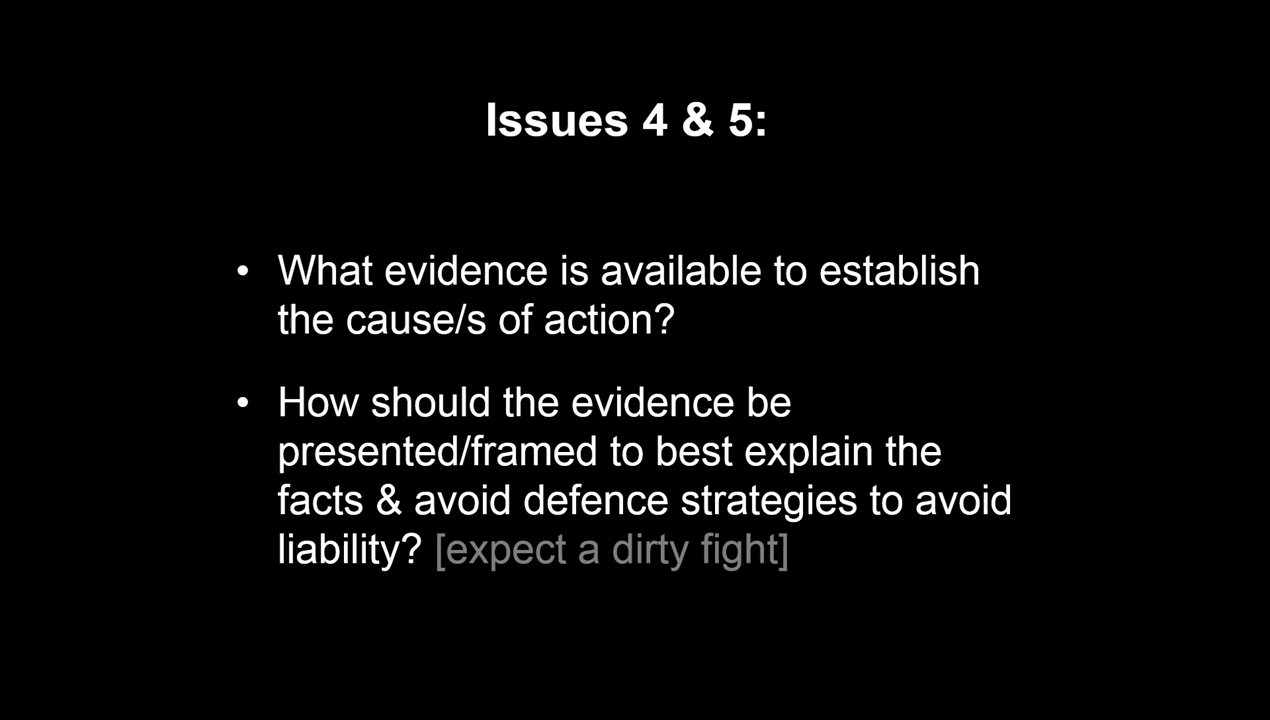 Issues 4 & 5:
• What evidence is available to establish
the cause/s of action?
• How should the evidence be
presented/framed to best explain the
facts & avoid defence strategies to avoid
liability? [expect a dirty fight]